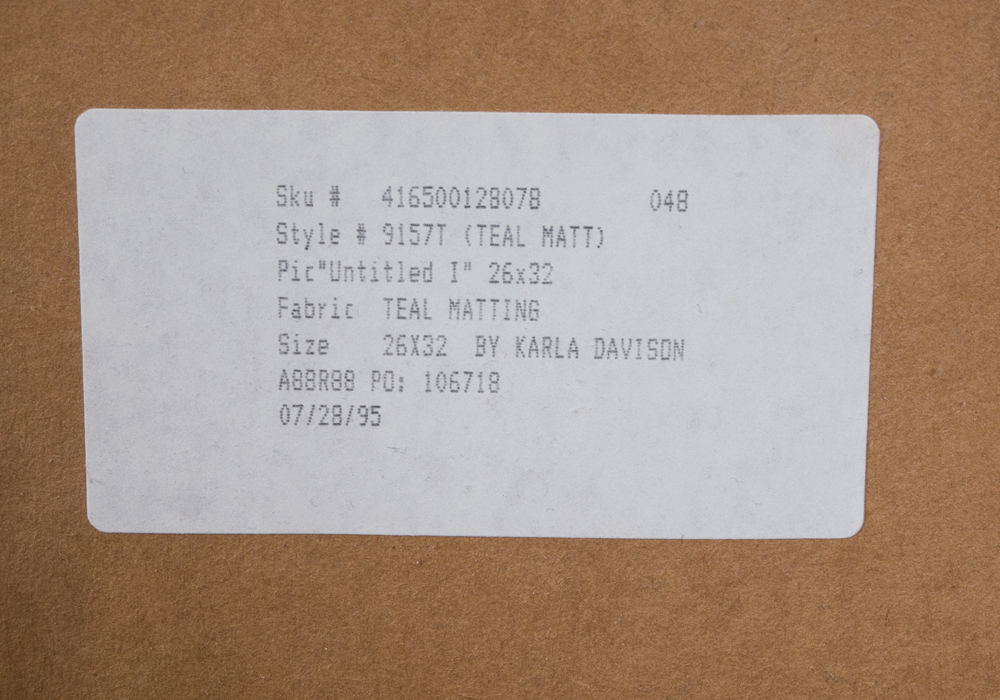 Sku # 416500128078 048
Style # 9157T (TEAL MATT)
Pic"Untitled I" 26x32
Fabric TEAL MATTING
Size 26X32 BY KARLA DAVISON
A88R88 PO: 106718
07/28/95